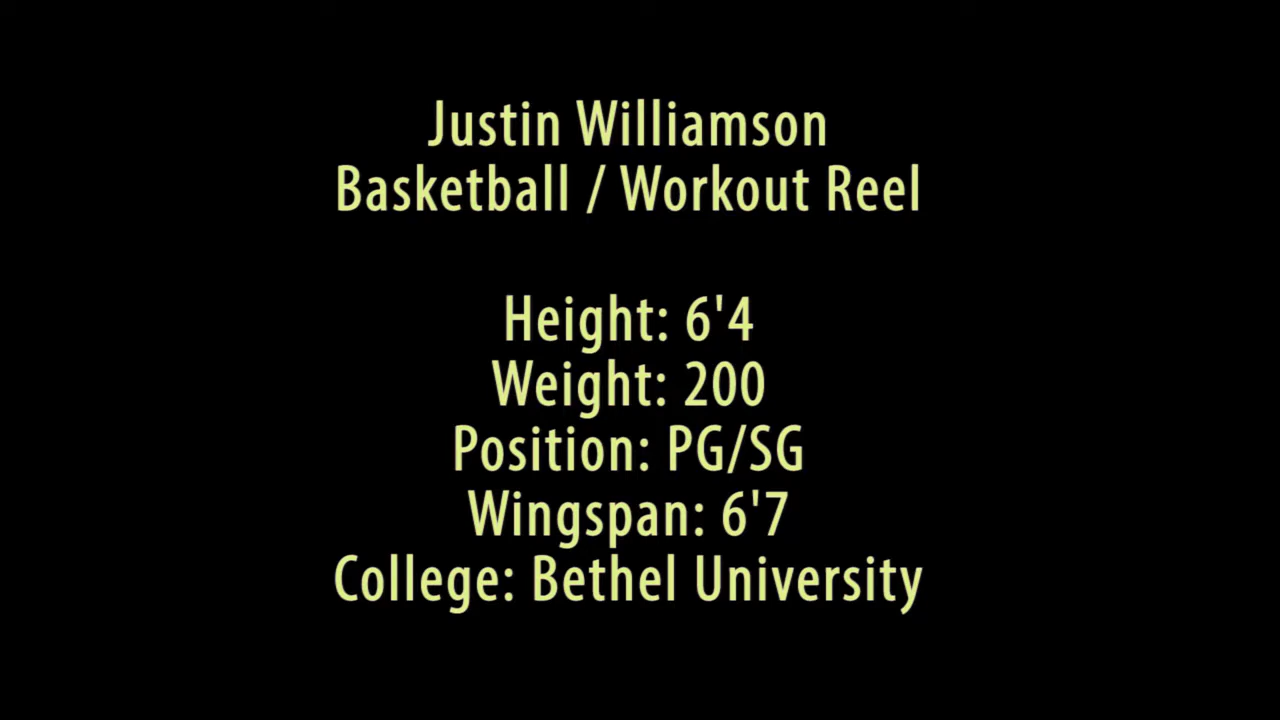 Justin Williamson
Basketball / Workout Reel
Height: 6'4
Weight: 200
Position: PG/SG
Wingspan: 6'7
College: Bethel University